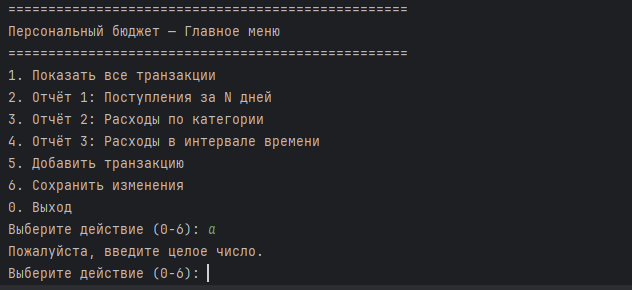 ==================================================
Персональный бюджет — Главное меню
==================================================
1. Показать все транзакции
2. Отчёт 1: Поступления за N дней
3. Отчёт 2: Расходы по категории
4. Отчёт 3: Расходы в интервале времени
5. Добавить транзакцию
6. Сохранить изменения
0. Выход
Выберите действие (0-6): а
Пожалуйста, введите целое число.
Выберите действие (0-6):